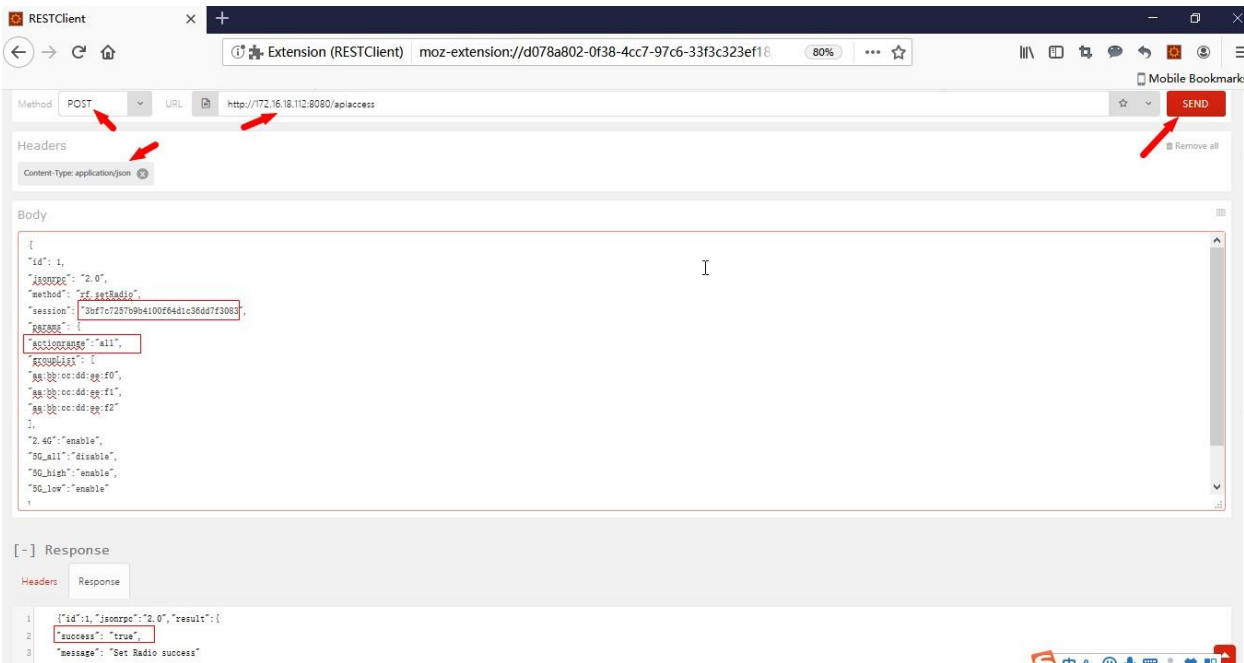 RESTClient
Extension (RESTClient) moz-extension://d078a802-0f38-4cc7-97c6-33f3c323ef18 80%
Mobile Bookmark
Method POST URL http://172.16.18.112:8080/apiaccess SEND
Headers Remove all
Content-Type: application/json
Body
{
"id": 1,
"jsonrpc": "2.0",
"method": "rf.setRadio",
"session": "3bf7c7257b9b4100f64d1c36dd7f3083",
"params": {
"actionrange":"all",
"groupList": [
"aa:bb:cc:dd:ee:f0",
"aa:bb:cc:dd:ee:f1",
"aa:bb:cc:dd:ee:f2"
],
"2.4G":"enable",
"5G_all":"disable",
"5G_high":"enable",
"5G_low":"enable"
[-] Response
Headers Response
1 {"id":1,"jsonrpc":"2.0","result":{
2 "success": "true",
3 "message": "Set Radio success"
中